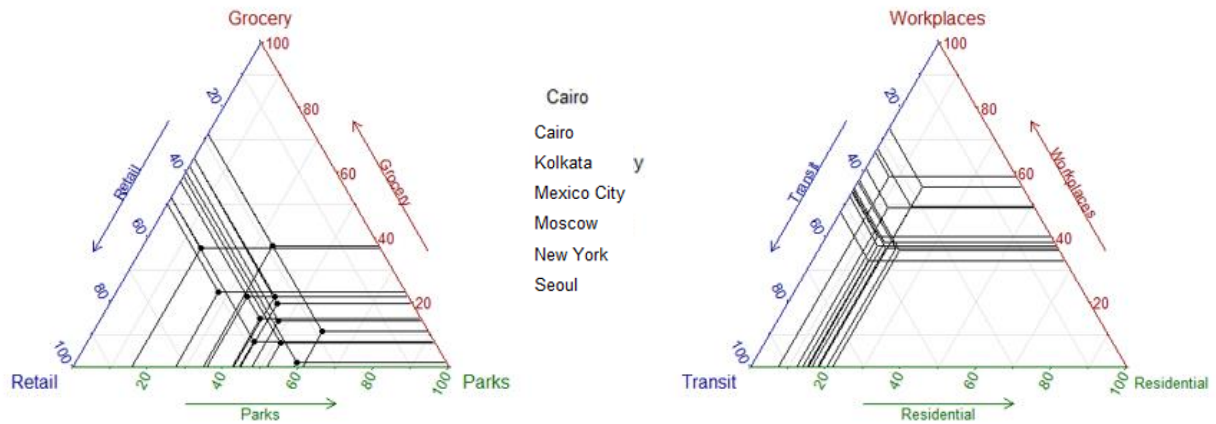 Grocery
100
80
60
40
20
Grocery
20
40
60
80
100
Retail
Retail
20
40
60
80
100
Parks
Parks
Cairo
Cairo
Kolkata
y
Mexico City
Moscow
New York
Seoul
Workplaces
100
80
60
40
20
Workplaces
20
40
60
80
100
Transit
Transit
20
40
60
80
100
Residential
Residential